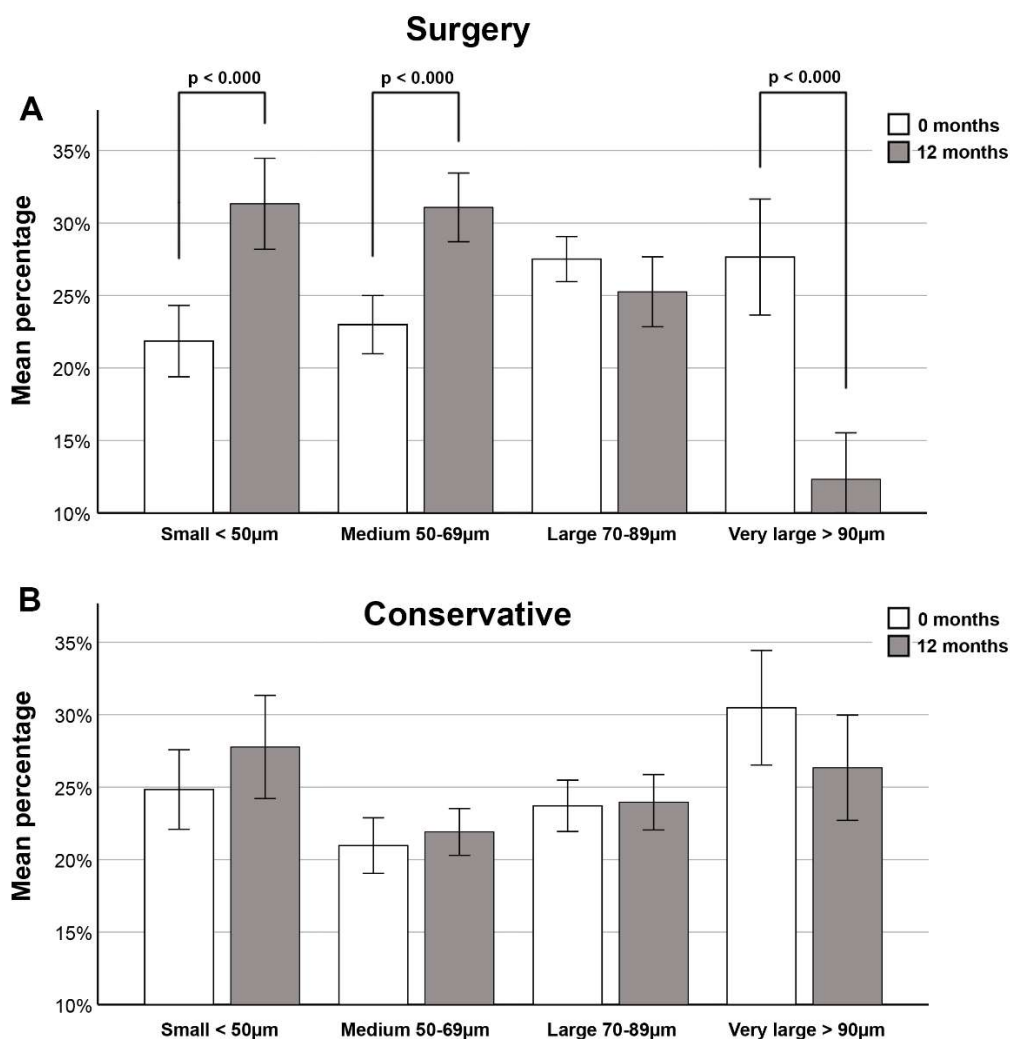 Surgery
p < 0.000
p < 0.000
p < 0.000
A
0 months
12 months
35%
30%
25%
20%
15%
10%
Mean percentage
Small < 50µm
Medium 50-69µm
Large 70-89µm
Very large > 90µm
B
Conservative
0 months
12 months
35%
30%
25%
20%
15%
10%
Mean percentage
Small < 50µm
Medium 50-69µm
Large 70-89µm
Very large > 90µm